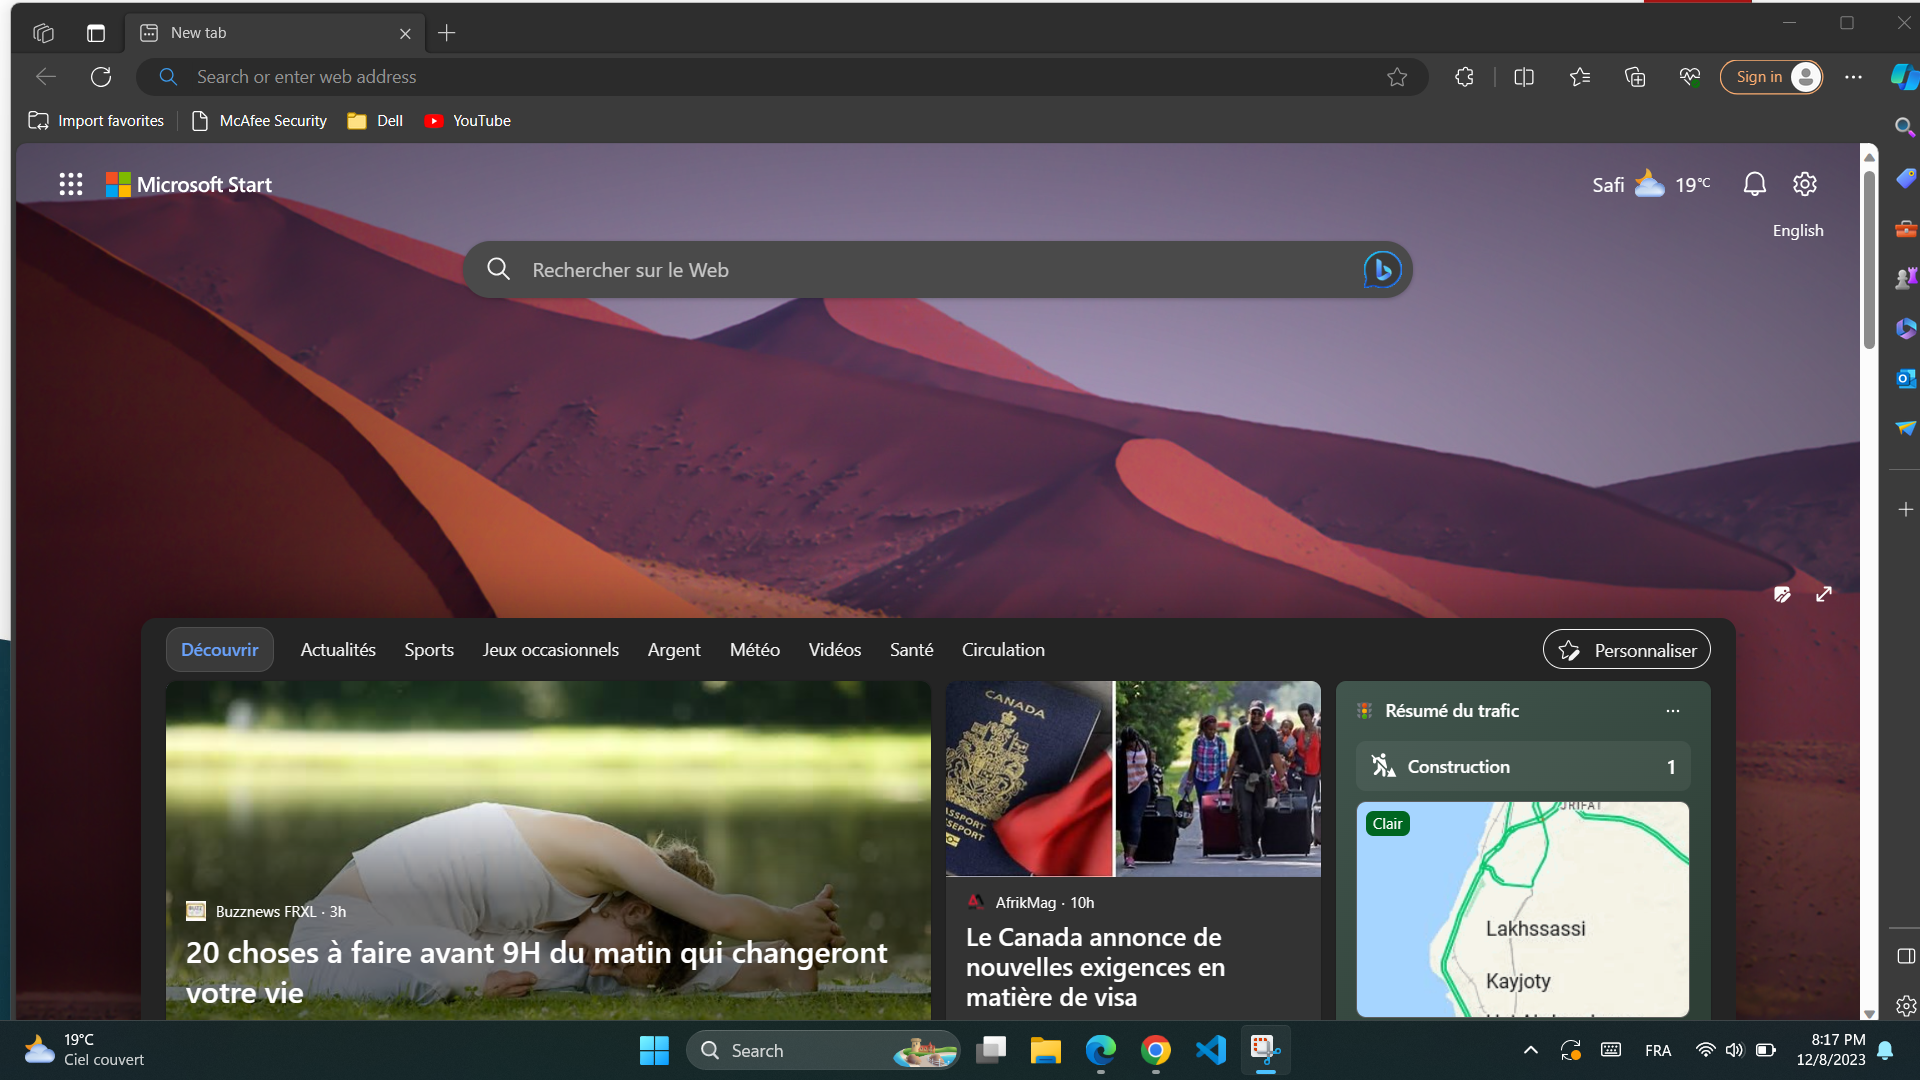 New tab
Search or enter web address
Sign in
Import favorites
McAfee Security
Dell
YouTube
Microsoft Start
Safi
19°C
English
Rechercher sur le Web
Découvrir
Actualités
Sports
Jeux occasionnels
Argent
Météo
Vidéos
Santé
Circulation
Personnaliser
CANADA
Buzznews FRXL · 3h
20 choses à faire avant 9H du matin qui changeront
votre vie
AfrikMag · 10h
Le Canada annonce de
nouvelles exigences en
matière de visa
Résumé du trafic
Construction
1
Clair
JRIFAT
Lakhssassi
Kayjoty
19°C
Ciel couvert
Search
FRA
8:17 PM
12/8/2023